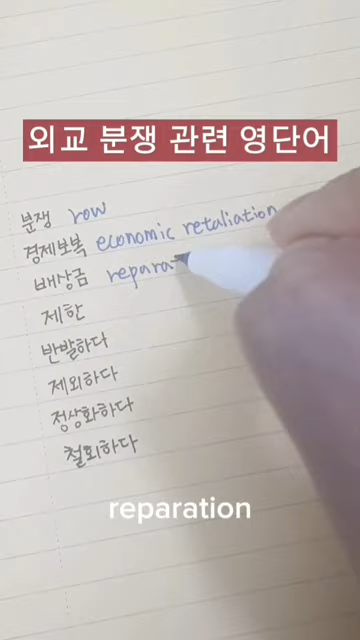 외교 분쟁 관련 영단어
분쟁 row
경제보복 economic retaliation
배상금 reparat
제한
반발하다
제외하다
정상화하다
철회하다
reparation